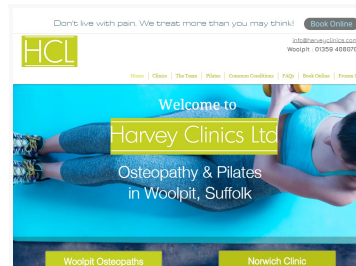 Don't live with pain. We treat more than you may think!
Book Online
info@harveyclinics.com
HCL
Woolpit : 01359 408070
Home | Clinics | The Team | Pilates | Common Conditions | FAQs | Book Online
Welcome to
Harvey Clinics Ltd
Osteopathy & Pilates
in Woolpit, Suffolk
Woolpit Osteopaths
Norwich Clinic